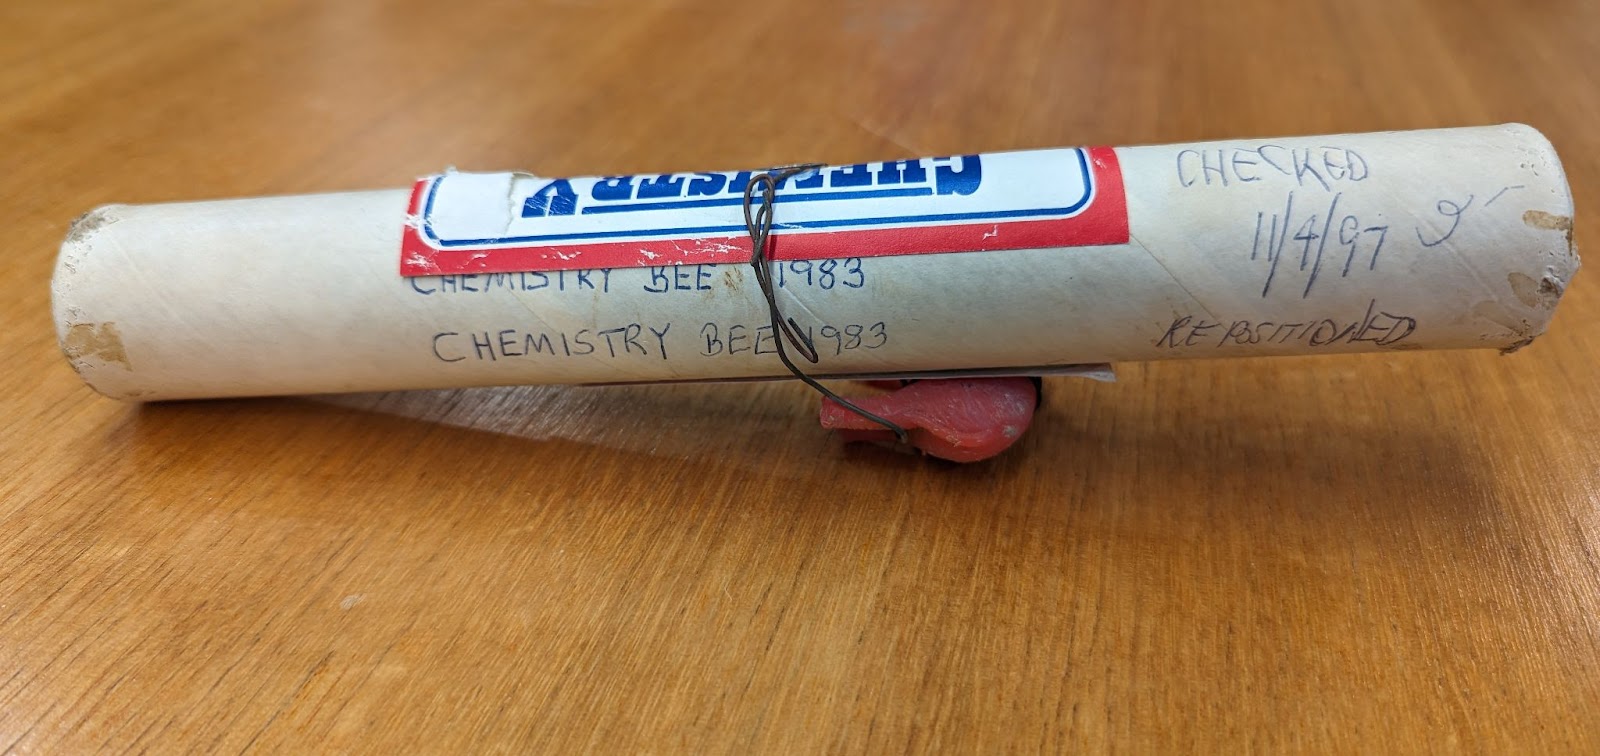 CHEMISTRY
CHEMISTRY BEE 1983
CHEMISTRY BEE 1983
CHECKED
11/4/97
REPOSITIONED